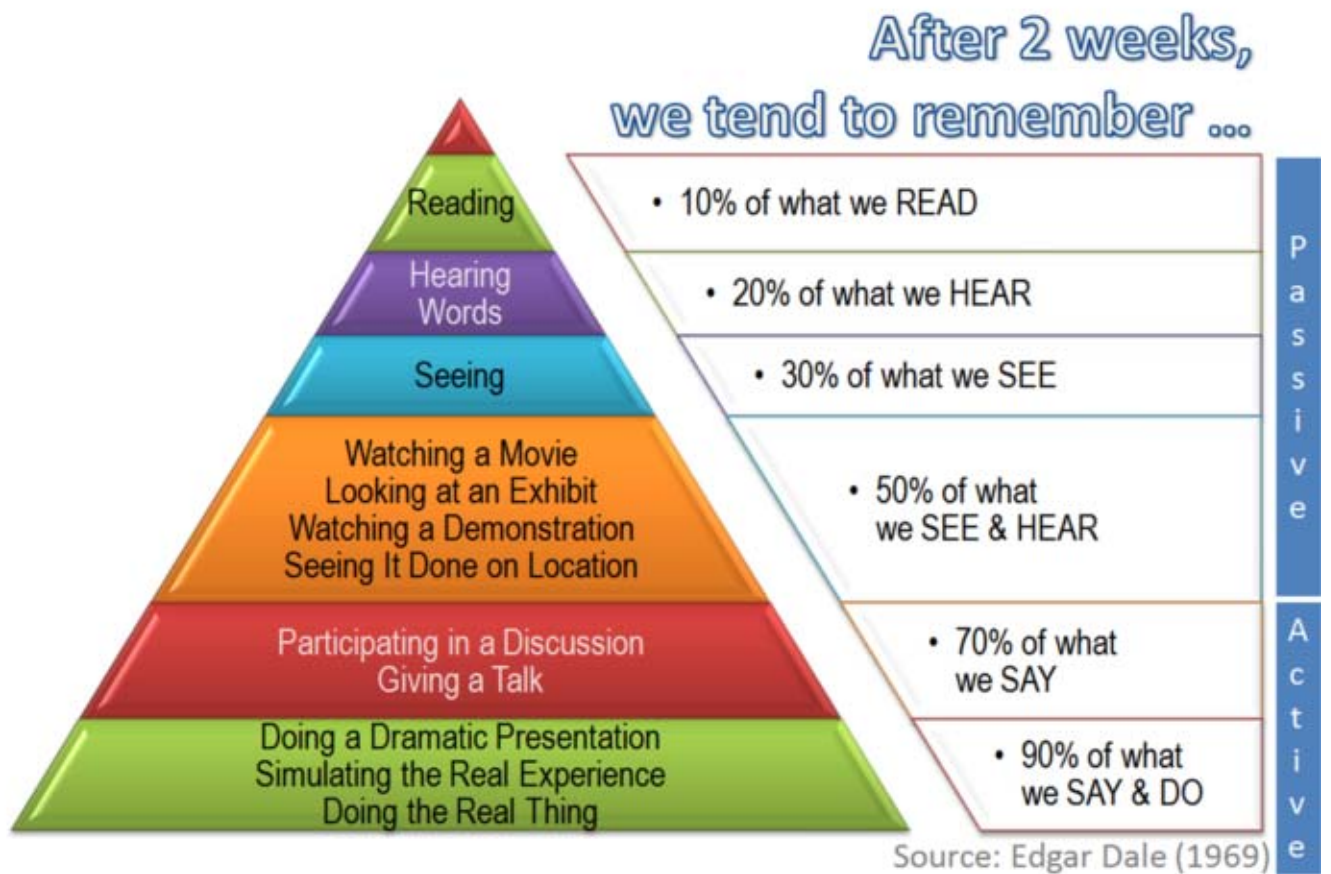 After 2 weeks,
we tend to remember ...
Reading
• 10% of what we READ
Hearing
Words
• 20% of what we HEAR
Seeing
• 30% of what we SEE
Watching a Movie
Looking at an Exhibit
Watching a Demonstration
Seeing It Done on Location
• 50% of what
we SEE & HEAR
Passive
Participating in a Discussion
Giving a Talk
• 70% of what
we SAY
Doing a Dramatic Presentation
Simulating the Real Experience
Doing the Real Thing
• 90% of what
we SAY & DO
Active
Source: Edgar Dale (1969)